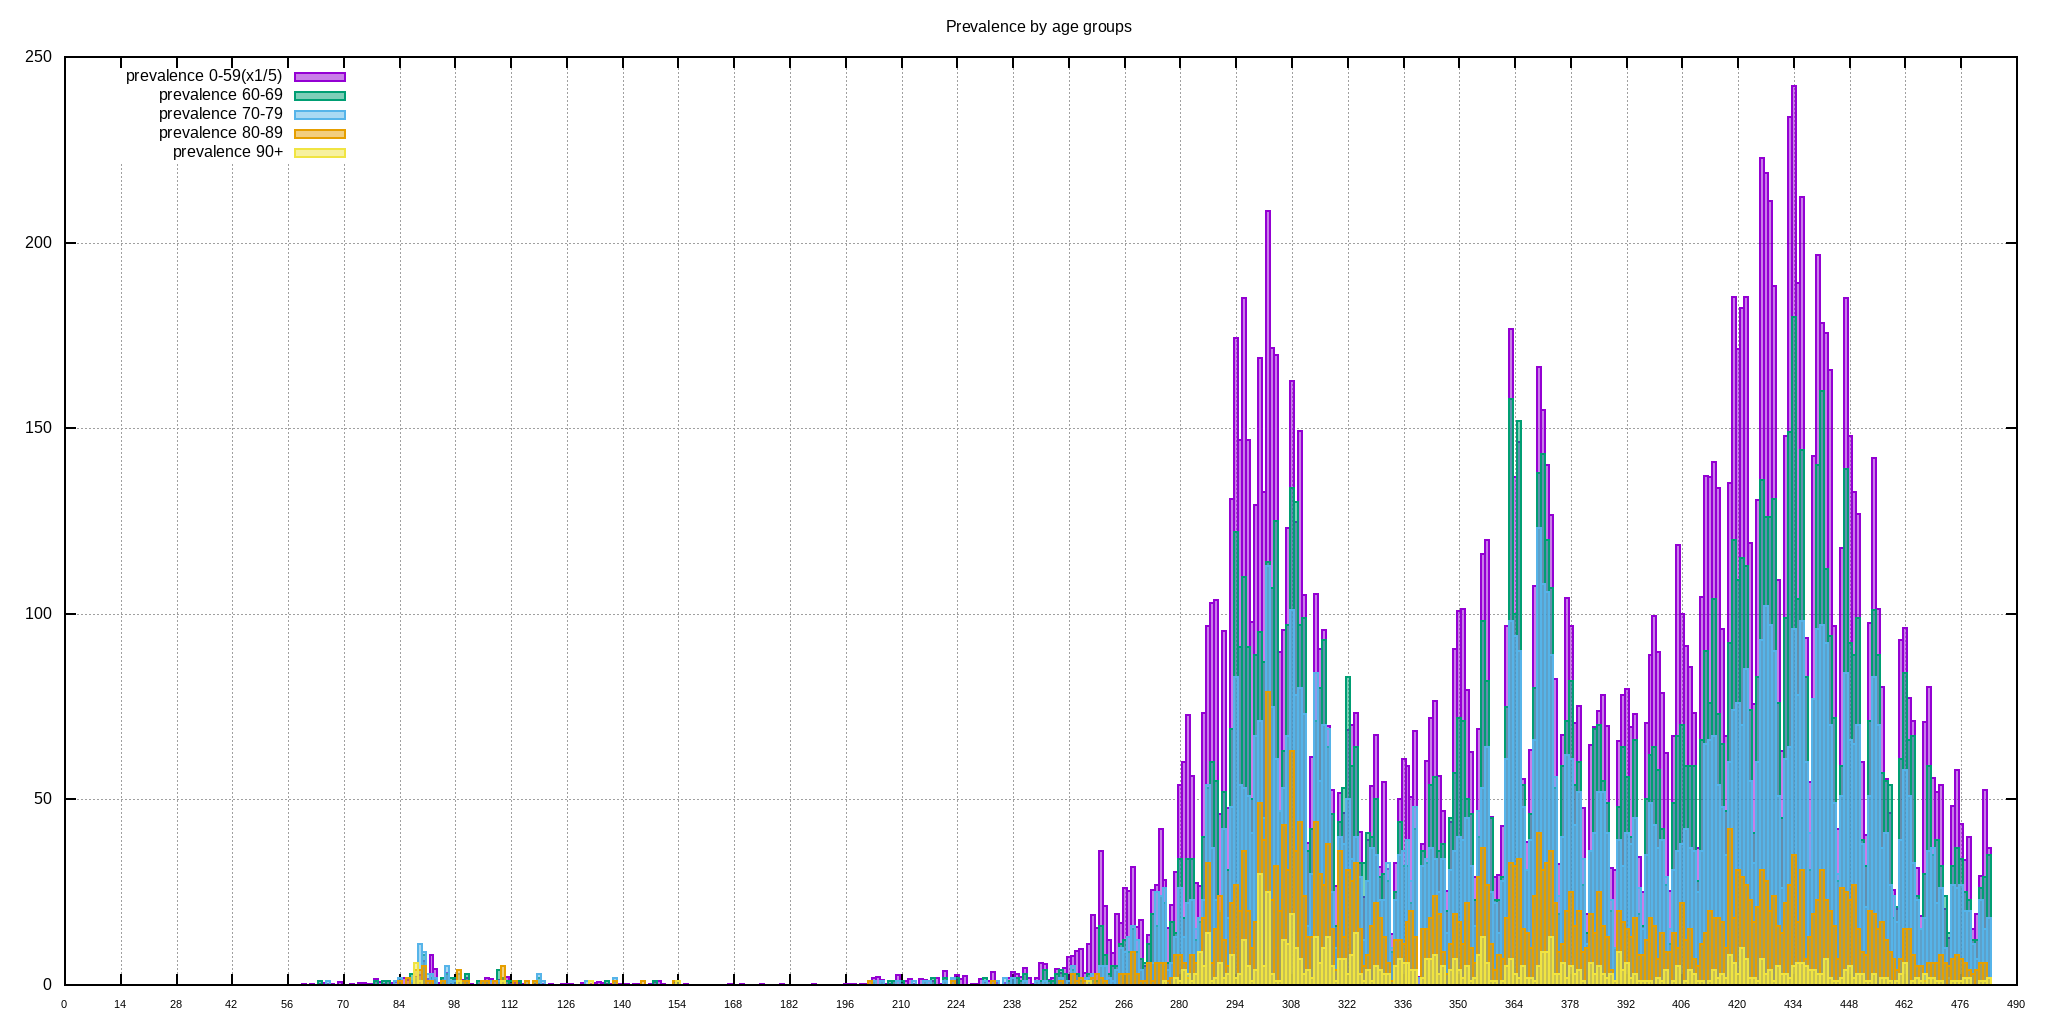 Prevalence by age groups
250
200
150
100
50
0
prevalence 0-59(x1/5)
prevalence 60-69
prevalence 70-79
prevalence 80-89
prevalence 90+
0 14 28 42 56 70 84 98 112 126 140 154 168 182 196 210 224 238 252 266 280 294 308 322 336 350 364 378 392 406 420 434 448 462 476 490